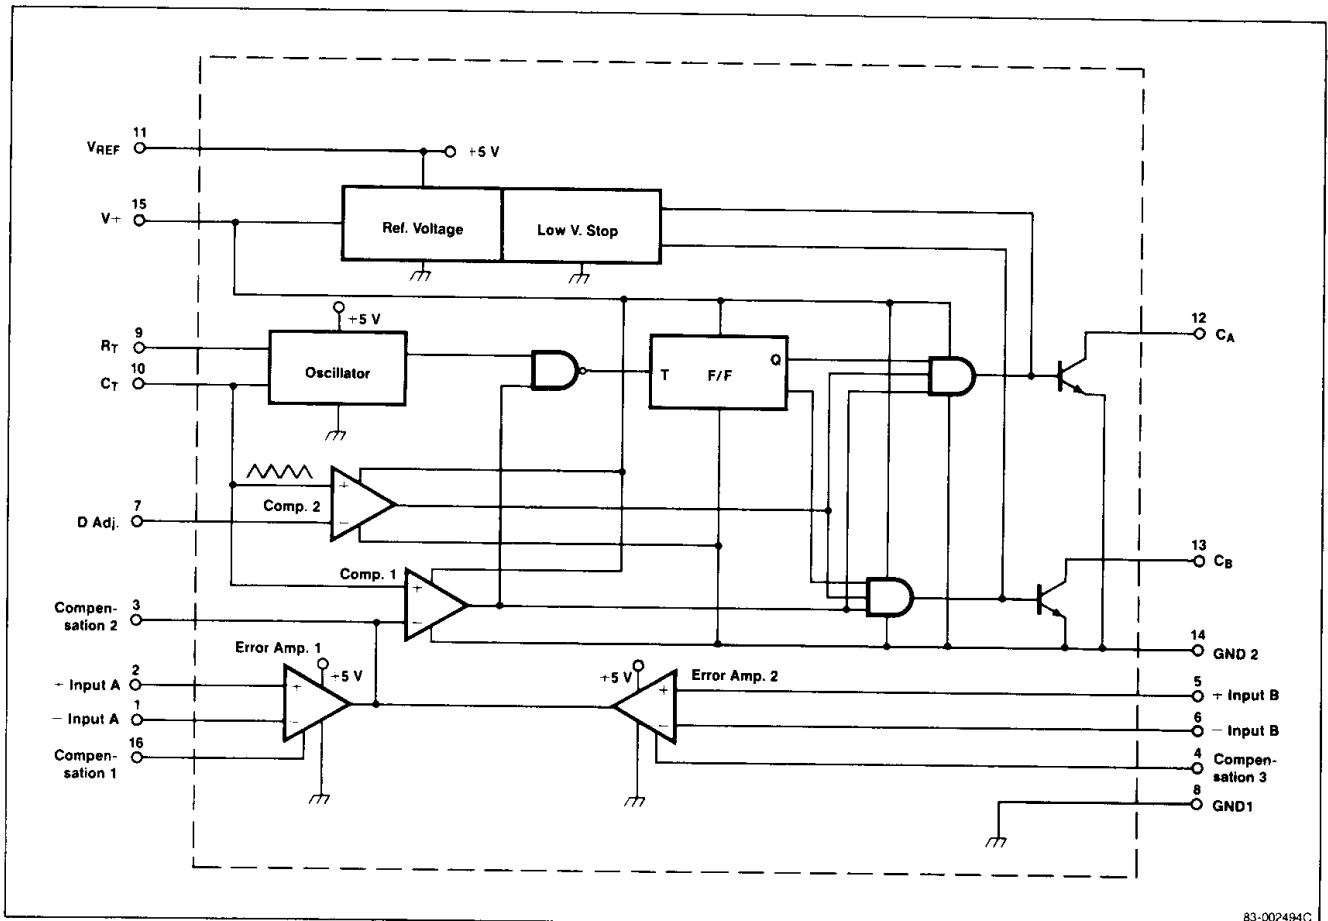 11
VREF
+5 V
15
V+
Ref. Voltage
Low V. Stop
+5 V
9
RT
10
CT
Oscillator
T
F/F
Q
12
CA
+
−
Comp. 2
7
D Adj.
Comp. 1
+
−
13
CB
Compen-
sation 2
3
Error Amp. 1
+5 V
+5 V
Error Amp. 2
14
GND 2
2
+ Input A
+
−
+
−
5
+ Input B
1
− Input A
6
− Input B
16
Compen-
sation 1
4
Compen-
sation 3
8
GND1
83-002494C